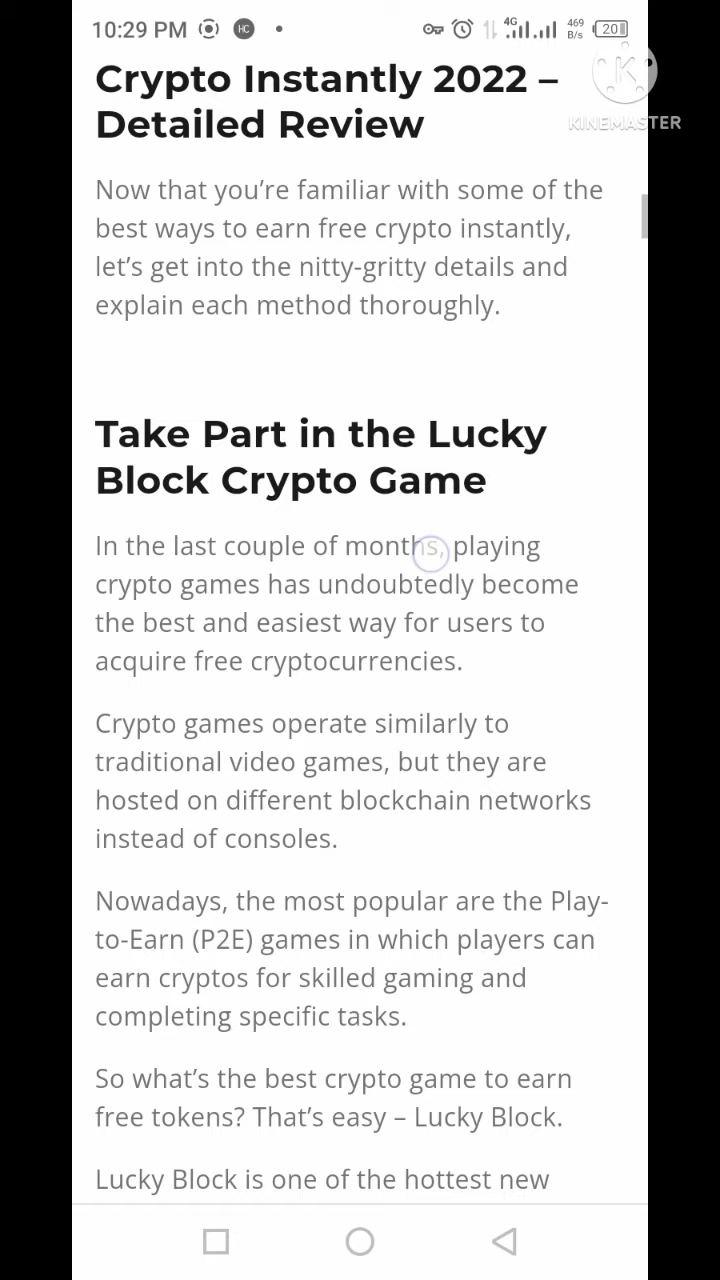 10:29 PM HC 4G 469 B/s 20
K
KINEMASTER
Crypto Instantly 2022 –
Detailed Review
Now that you’re familiar with some of the
best ways to earn free crypto instantly,
let’s get into the nitty-gritty details and
explain each method thoroughly.
Take Part in the Lucky
Block Crypto Game
In the last couple of months, playing
crypto games has undoubtedly become
the best and easiest way for users to
acquire free cryptocurrencies.
Crypto games operate similarly to
traditional video games, but they are
hosted on different blockchain networks
instead of consoles.
Nowadays, the most popular are the Play-
to-Earn (P2E) games in which players can
earn cryptos for skilled gaming and
completing specific tasks.
So what’s the best crypto game to earn
free tokens? That’s easy – Lucky Block.
Lucky Block is one of the hottest new